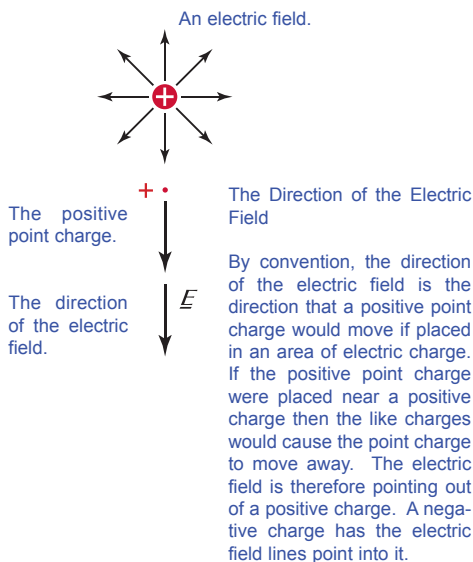 An electric field.
+
+
The positive
point charge.
The direction
of the electric
field.
E
The Direction of the Electric
Field
By convention, the direction
of the electric field is the
direction that a positive point
charge would move if placed
in an area of electric charge.
If the positive point charge
were placed near a positive
charge then the like charges
would cause the point charge
to move away. The electric
field is therefore pointing out
of a positive charge. A nega-
tive charge has the electric
field lines point into it.